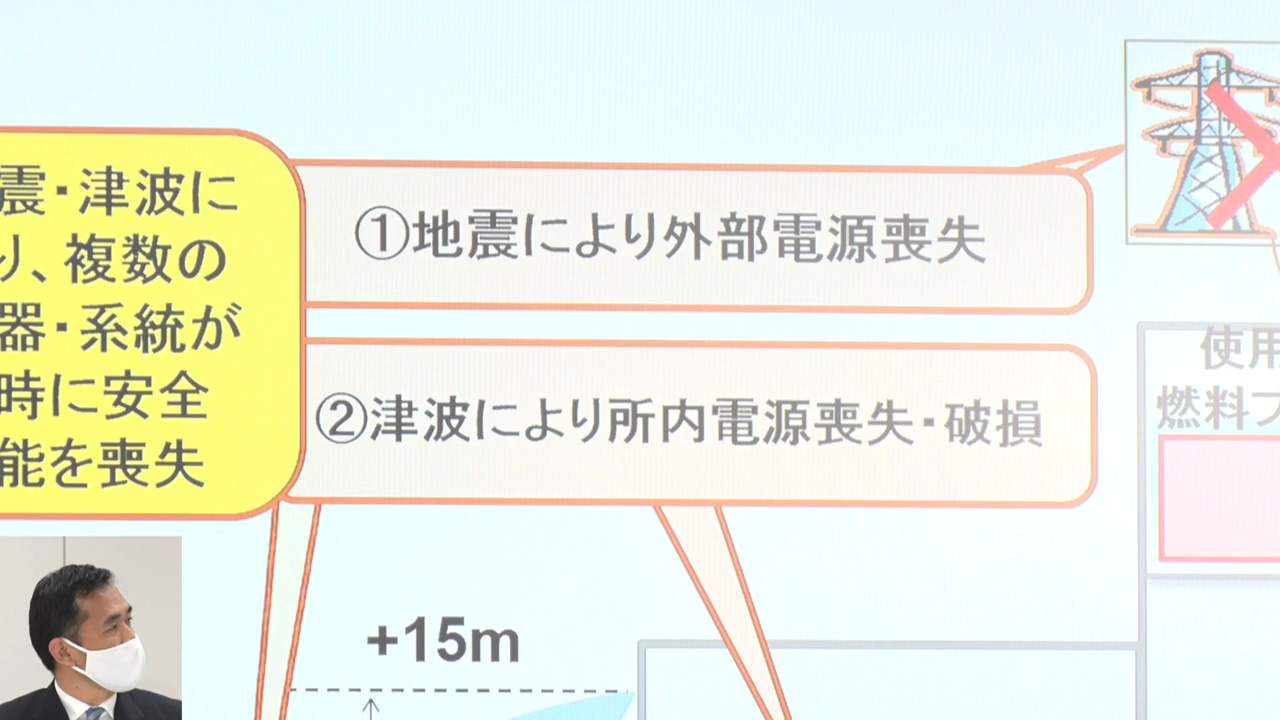 震・津波に
り、複数の
器・系統が
時に安全
能を喪失
①地震により外部電源喪失
②津波により所内電源喪失・破損
使用
燃料プ
+15m